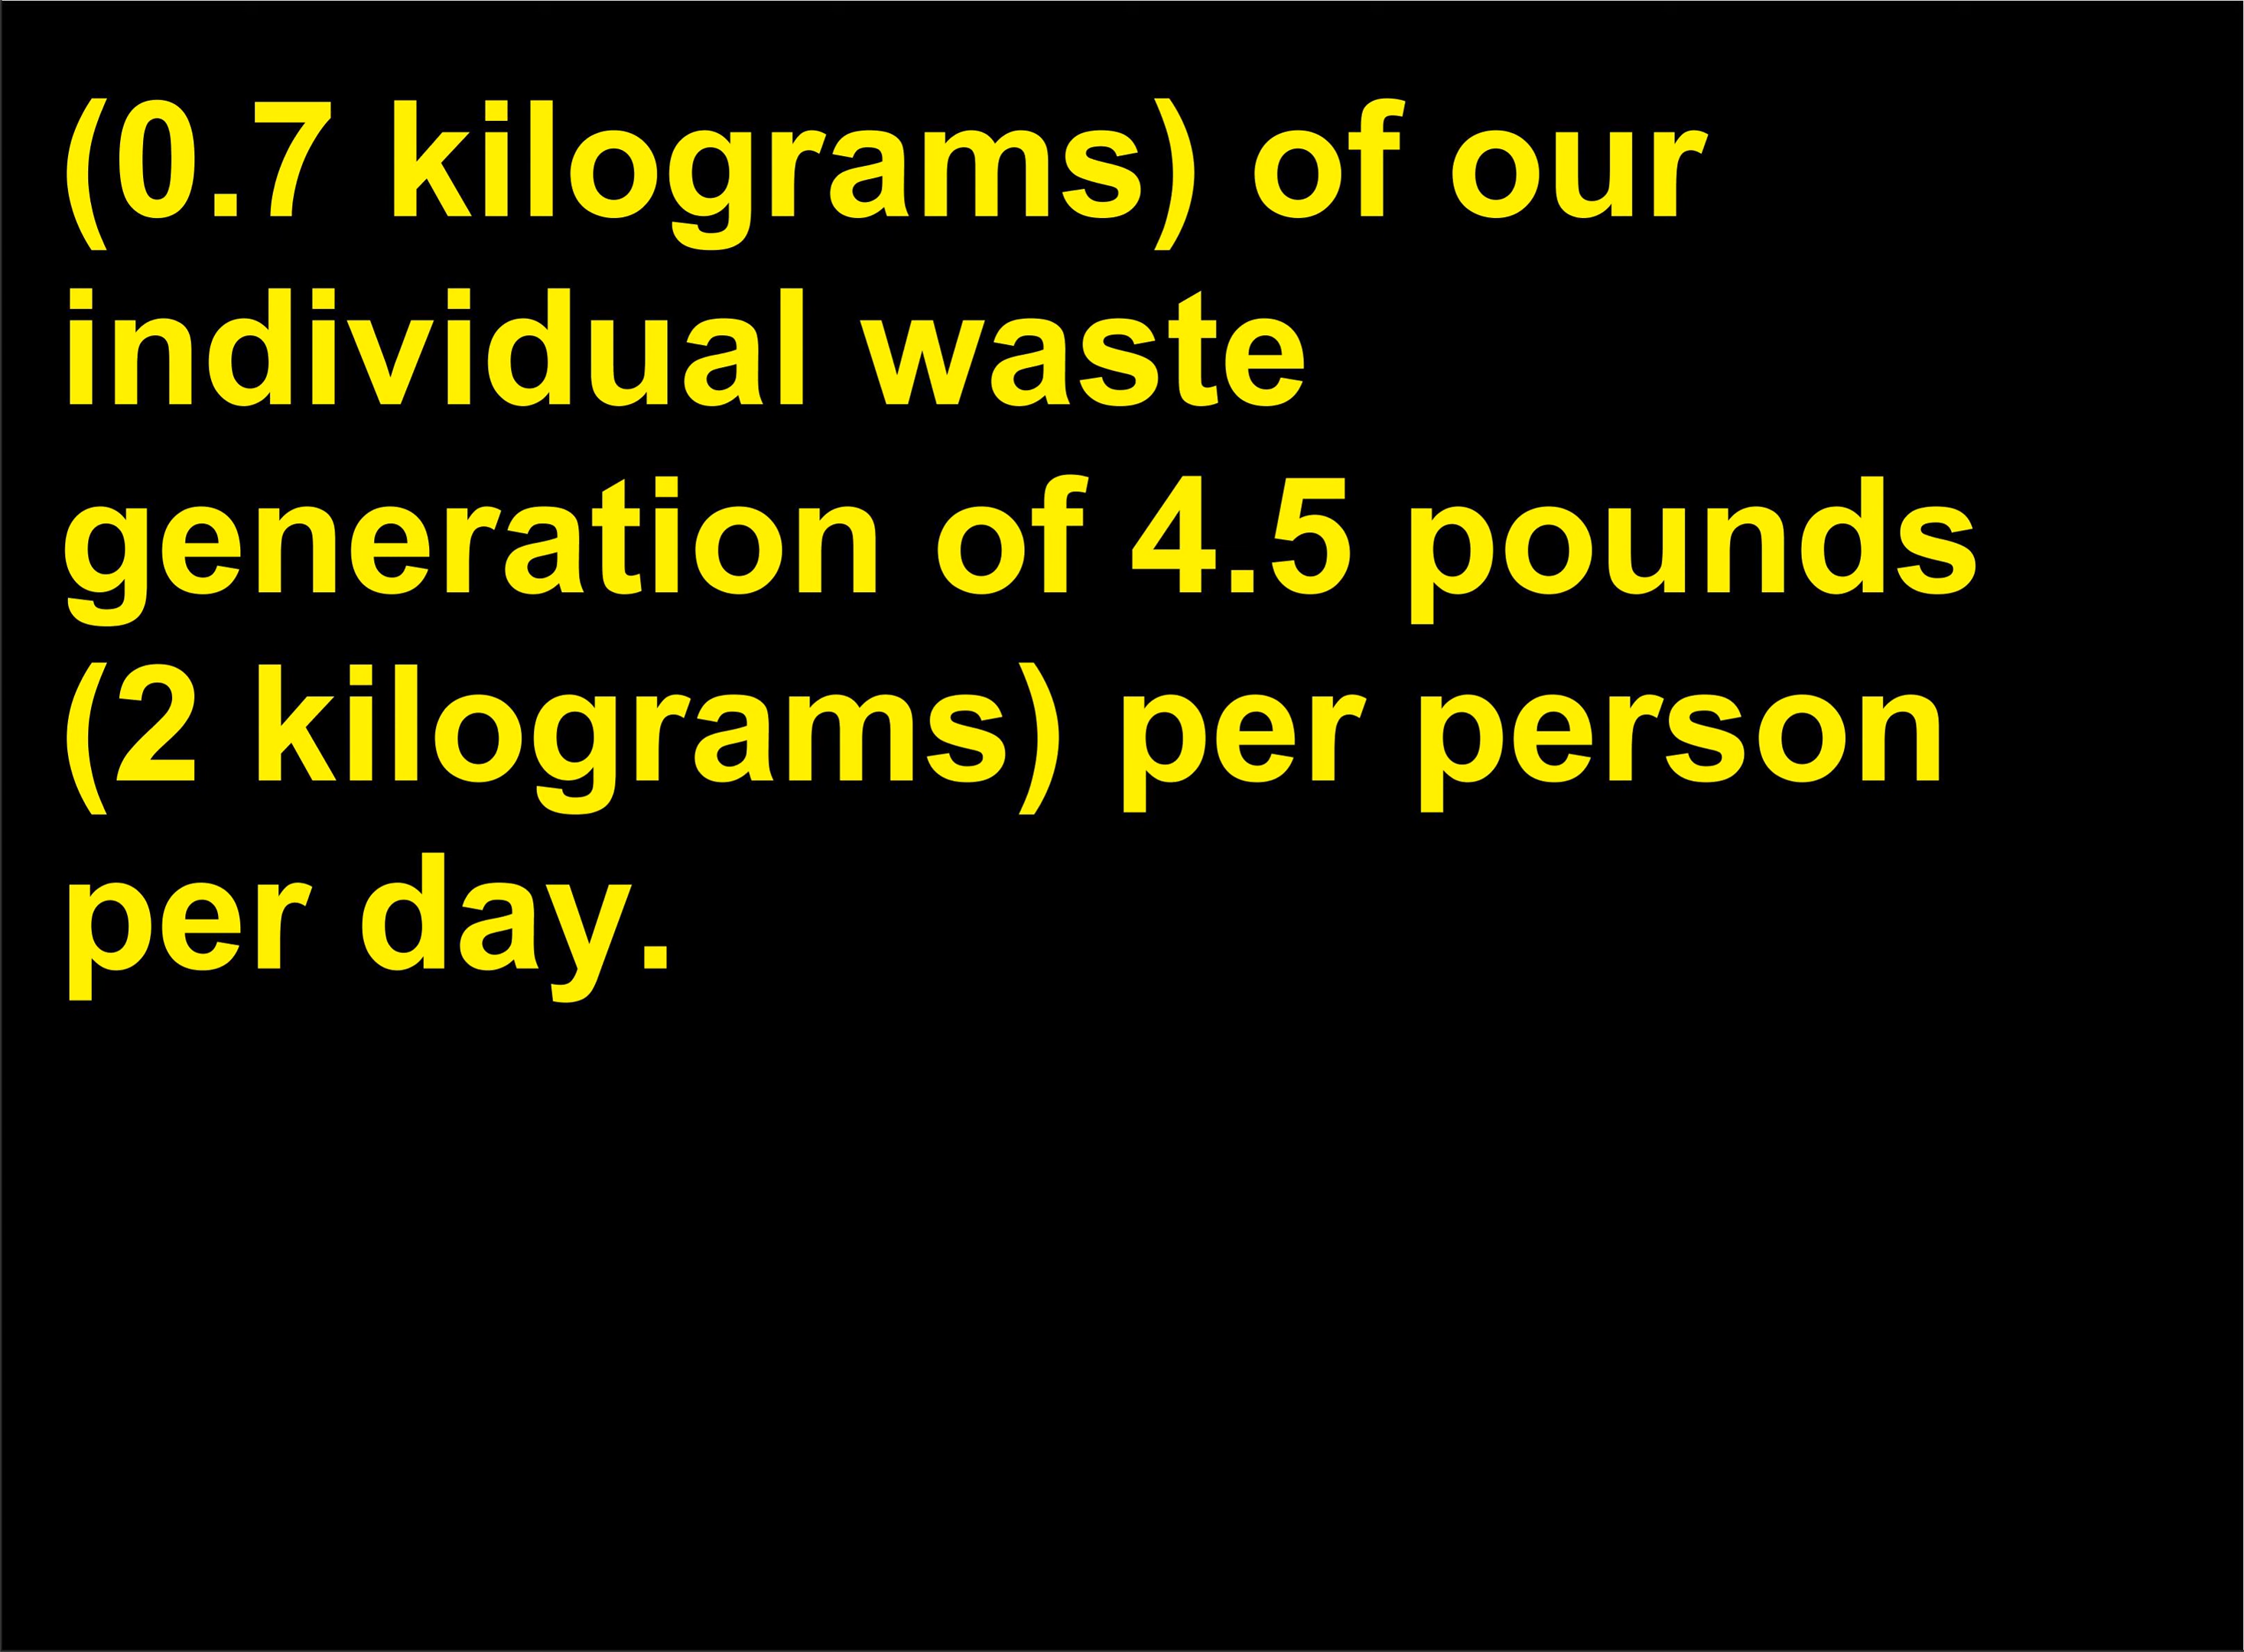 (0.7 kilograms) of our
individual waste
generation of 4.5 pounds
(2 kilograms) per person
per day.